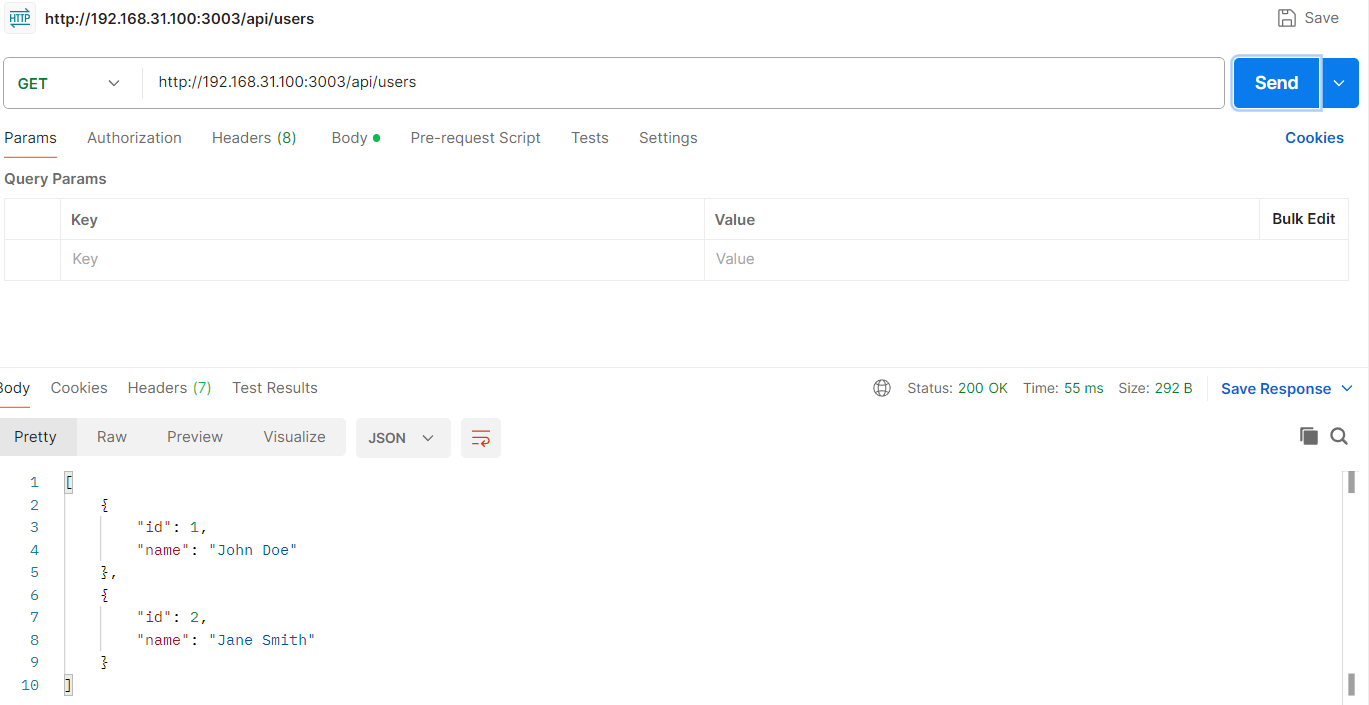 HTTP http://192.168.31.100:3003/api/users Save
GET http://192.168.31.100:3003/api/users Send
Params Authorization Headers (8) Body Pre-request Script Tests Settings Cookies
Query Params
Key Value Bulk Edit
Key Value
Body Cookies Headers (7) Test Results Status: 200 OK Time: 55 ms Size: 292 B Save Response
Pretty Raw Preview Visualize JSON
1 [
2 {
3 "id": 1,
4 "name": "John Doe"
5 },
6 {
7 "id": 2,
8 "name": "Jane Smith"
9 }
10 ]